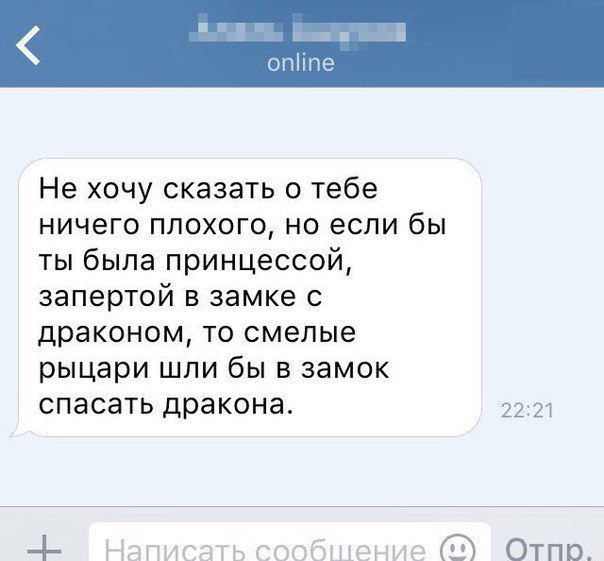 online
Не хочу сказать о тебе
ничего плохого, но если бы
ты была принцессой,
запертой в замке с
драконом, то смелые
рыцари шли бы в замок
спасать дракона.
22:21
Написать сообщение
Отпр.